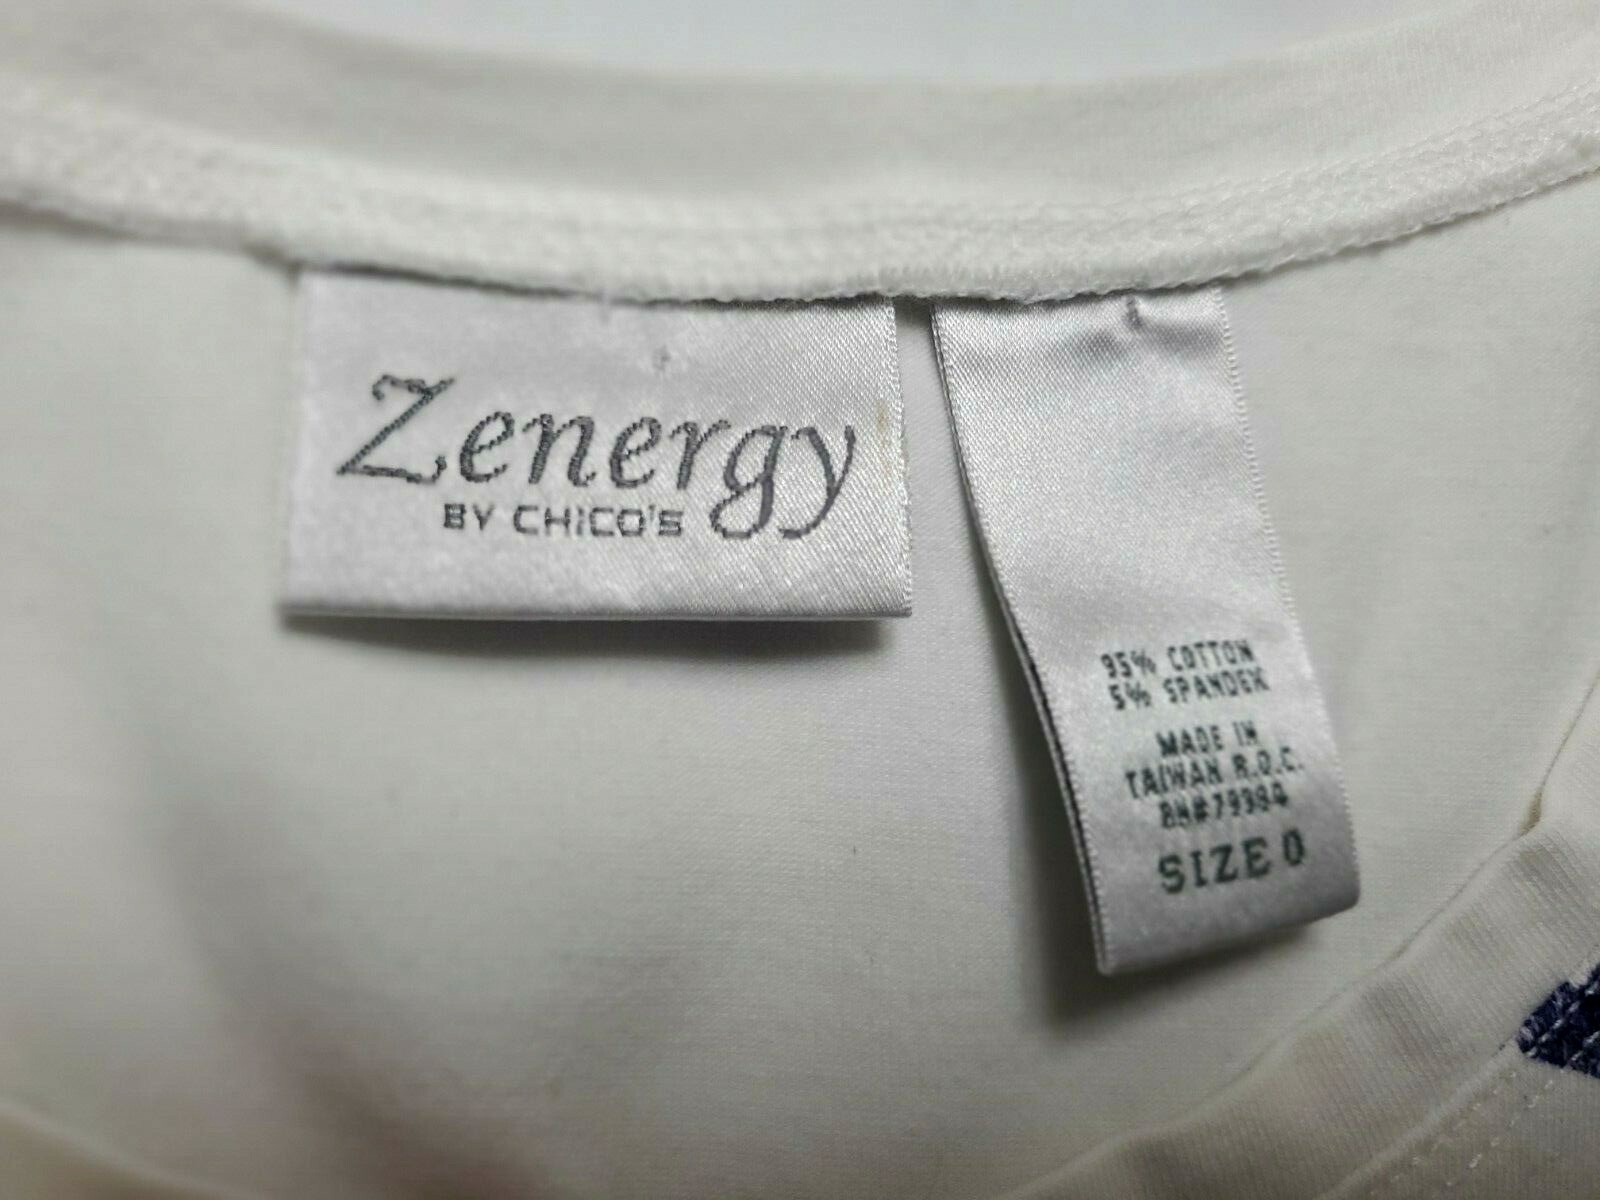 Zenergy
BY CHICO'S
95% COTTON
5% SPANDEX
MADE IN
TAIWAN R.O.C.
RN#79984
SIZE 0